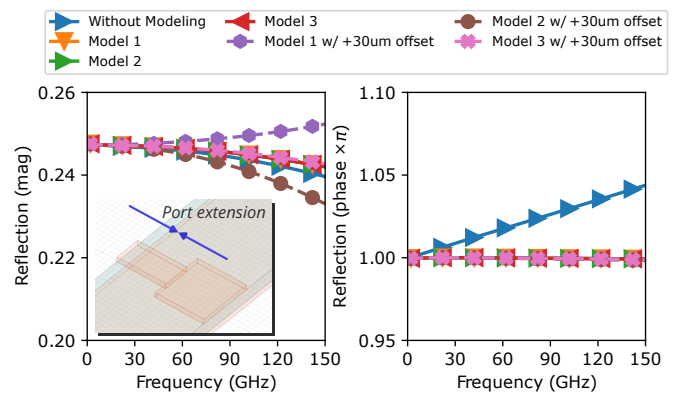 Without Modeling
Model 1
Model 2
Model 3
Model 1 w/ +30um offset
Model 2 w/ +30um offset
Model 3 w/ +30um offset
0.26
0.24
0.22
0.20
Reflection (mag)
Port extension
0 30 60 90 120 150
Frequency (GHz)
1.10
1.05
1.00
0.95
Reflection (phase ×π)
0 30 60 90 120 150
Frequency (GHz)